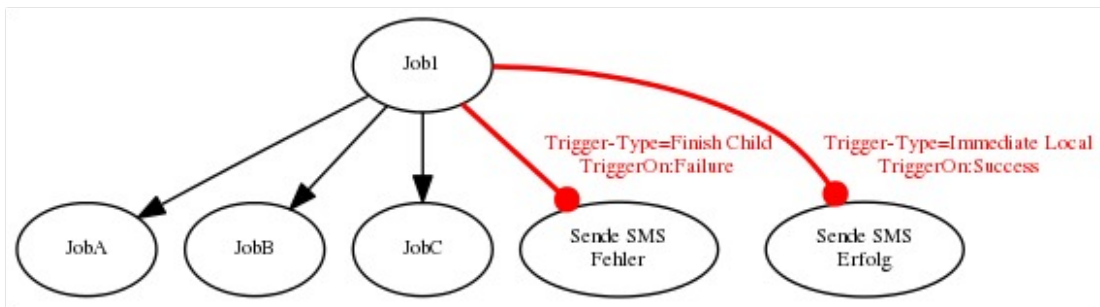 Job1
Trigger-Type=Finish Child
TriggerOn:Failure
Trigger-Type=Immediate Local
TriggerOn:Success
JobA
JobB
JobC
Sende SMS
Fehler
Sende SMS
Erfolg